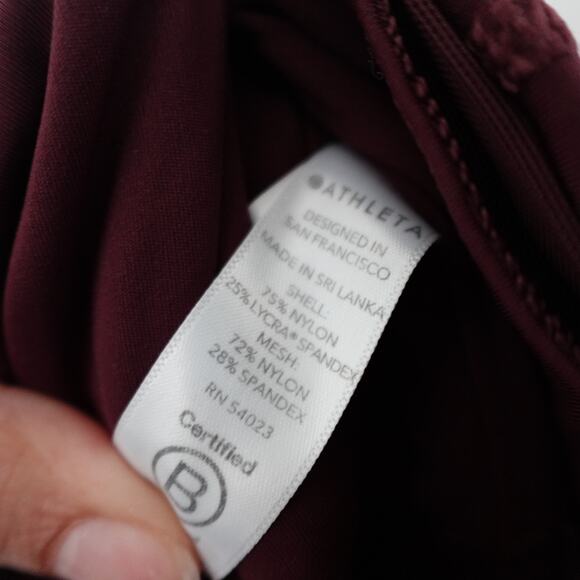 ATHLETA
DESIGNED IN
SAN FRANCISCO
MADE IN SRI LANKA
SHELL:
75% NYLON
25% LYCRA® SPANDEX
MESH:
72% NYLON
28% SPANDEX
RN 54023
Certified
B